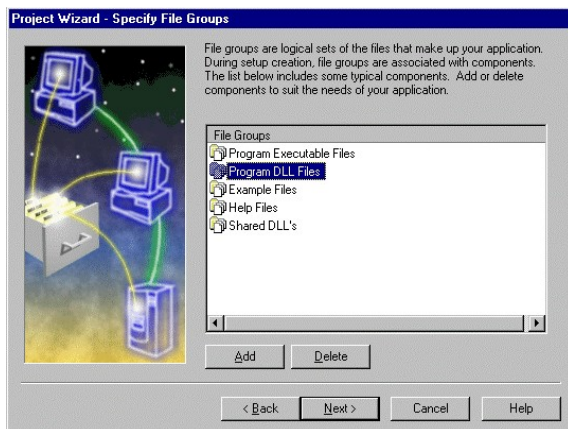 Project Wizard - Specify File Groups
File groups are logical sets of the files that make up your application.
During setup creation, file groups are associated with components.
The list below includes some typical components. Add or delete
components to suit the needs of your application.
File Groups
Program Executable Files
Program DLL Files
Example Files
Help Files
Shared DLL's
Add Delete
< Back Next > Cancel Help